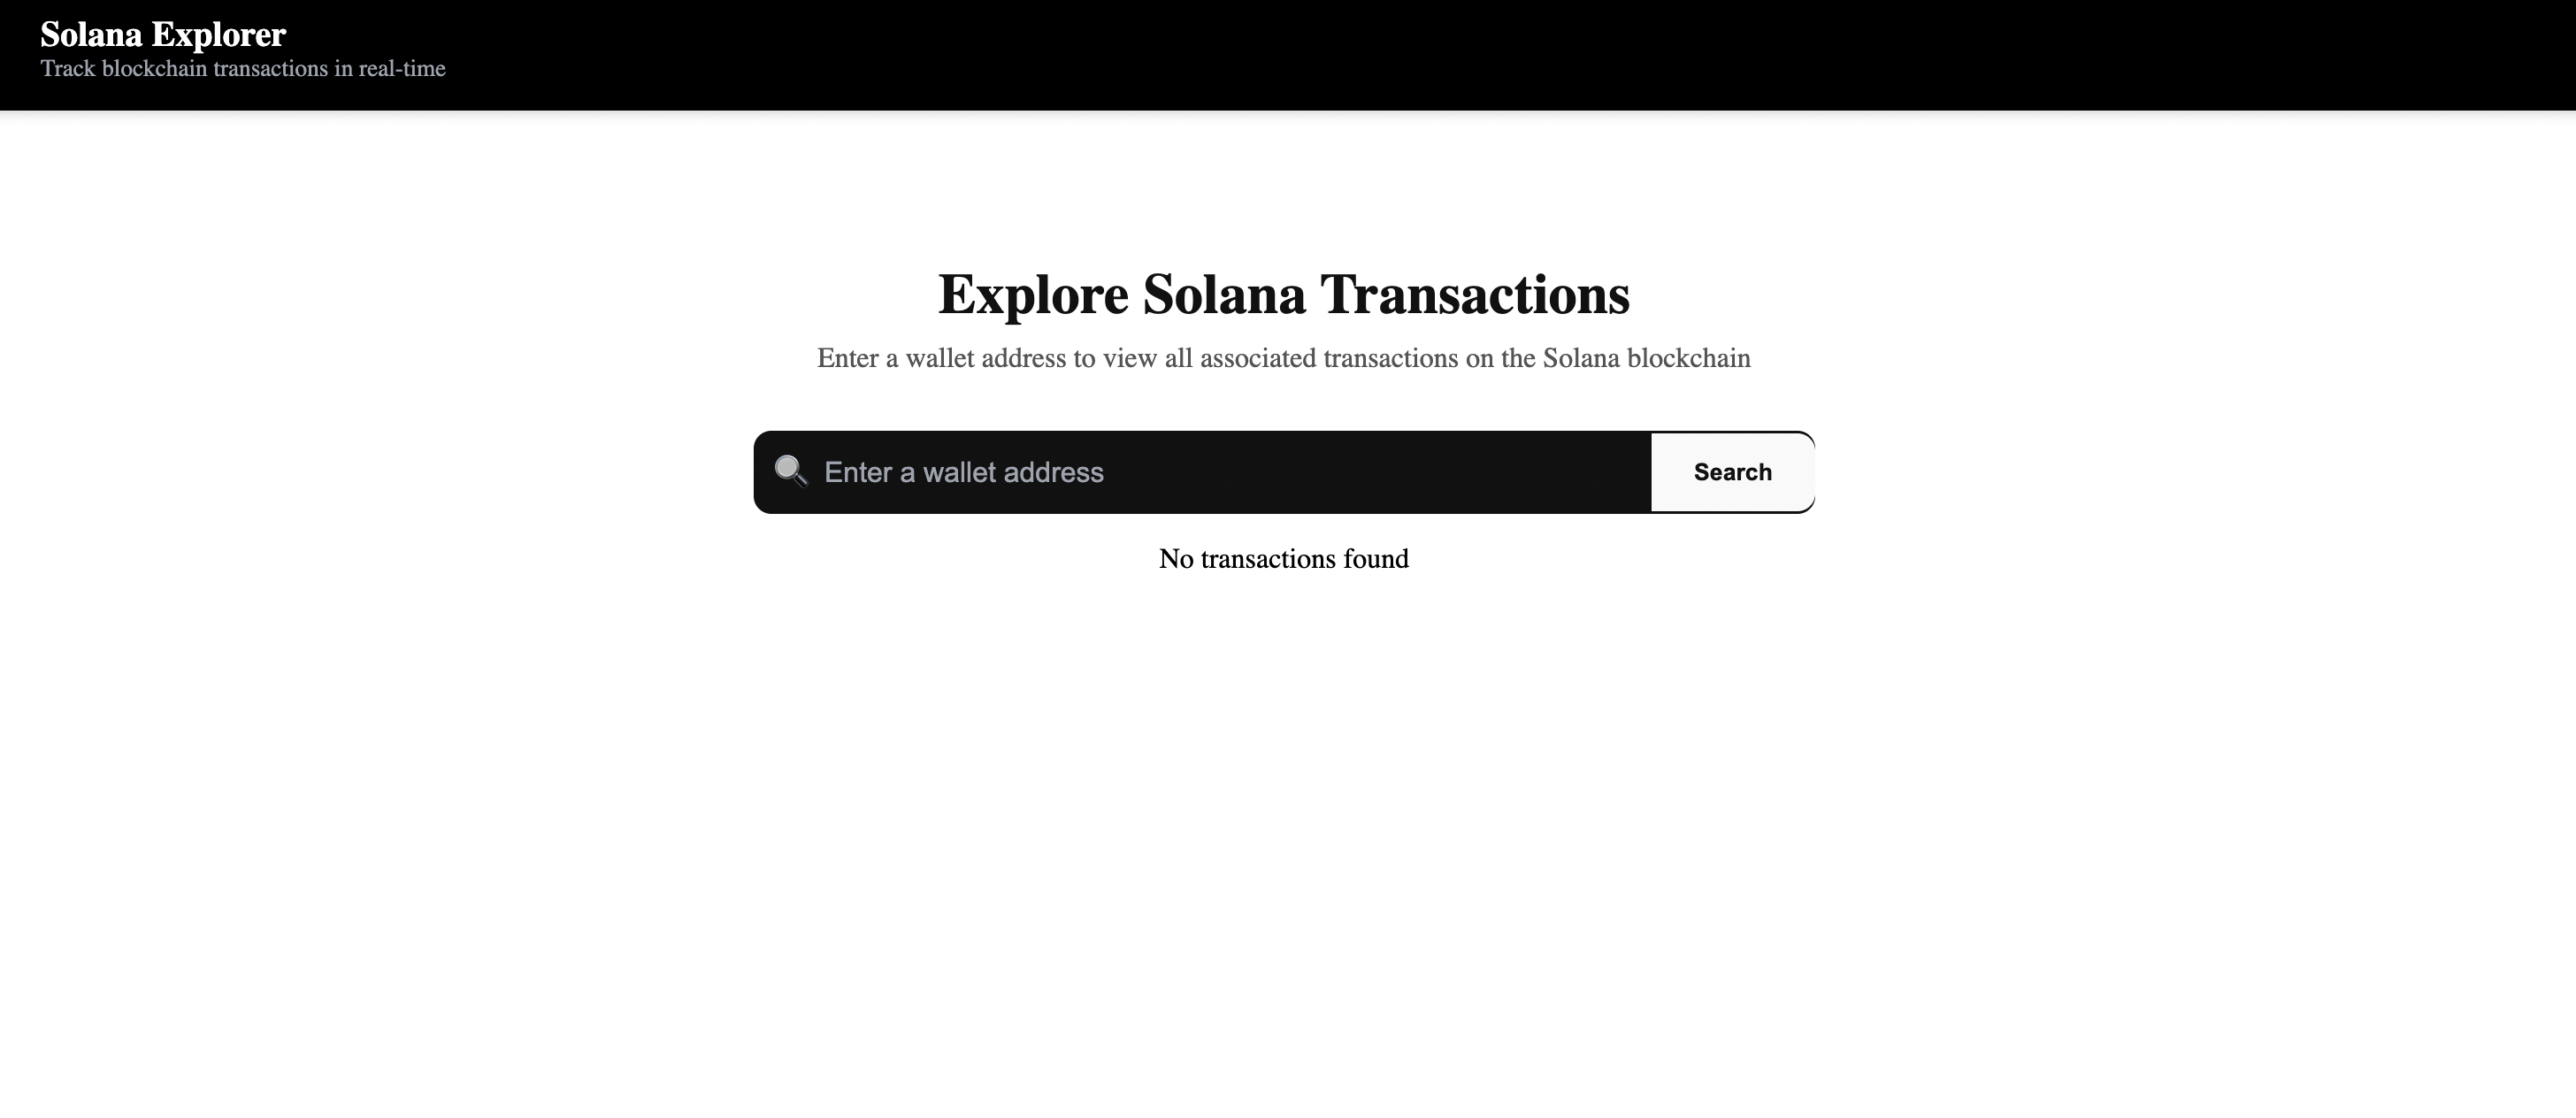 Solana Explorer
Track blockchain transactions in real-time
Explore Solana Transactions
Enter a wallet address to view all associated transactions on the Solana blockchain
Enter a wallet address
Search
No transactions found